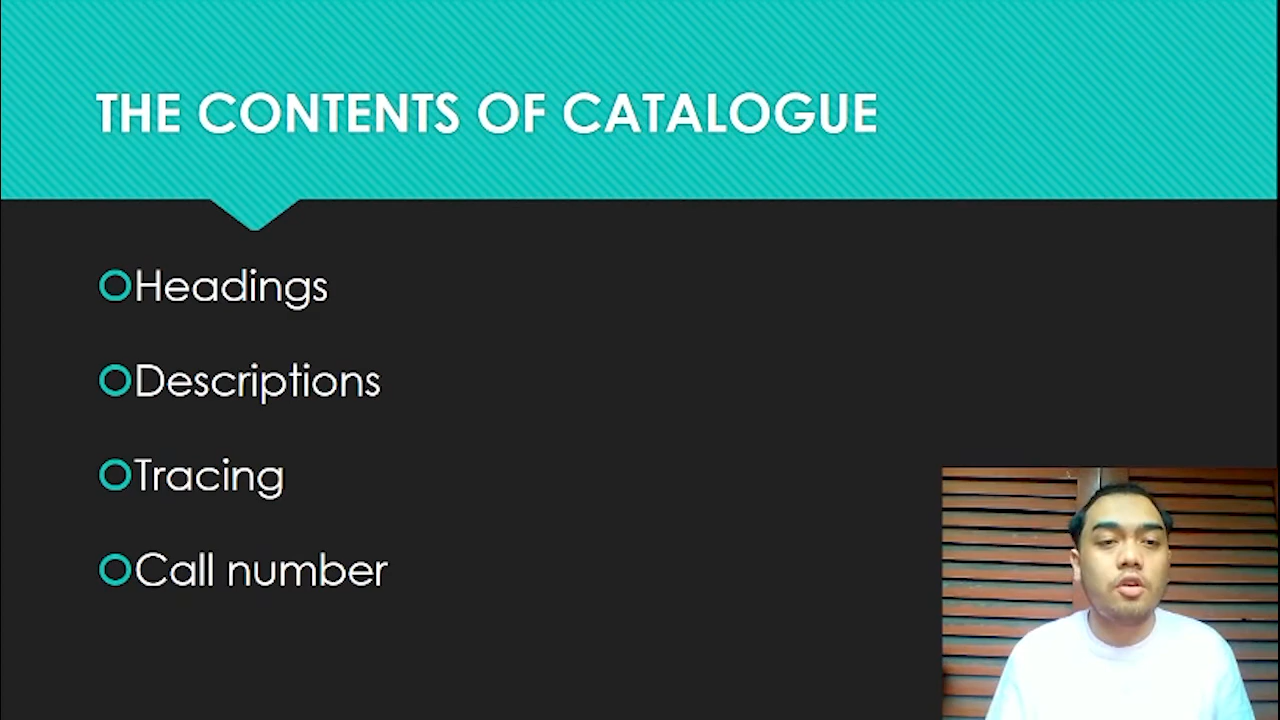 THE CONTENTS OF CATALOGUE
Headings
Descriptions
Tracing
Call number